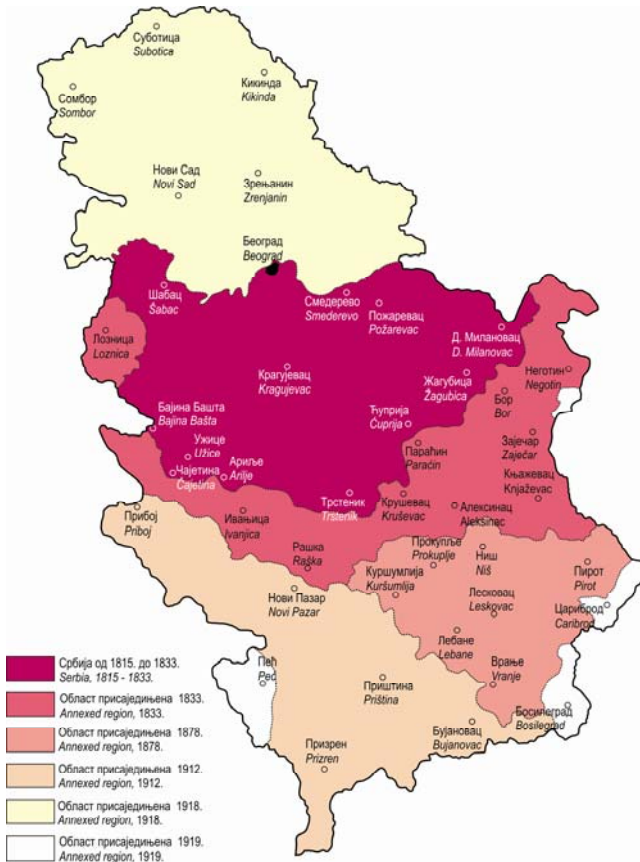 Суботица
Subotica
Кикинда
Kikinda
Сомбор
Sombor
Нови Сад
Novi Sad
Зрењанин
Zrenjanin
Београд
Beograd
Шабац
Šabac
Смедерево
Smederevo
Пожаревац
Požarevac
Лозница
Loznica
Д. Милановац
D. Milanovac
Крагујевац
Kragujevac
Жагубица
Žagubica
Неготин
Negotin
Бор
Bor
Бајина Башта
Bajina Bašta
Ћуприја
Ćuprija
Ужице
Užice
Параћин
Paraćin
Зајечар
Zaječar
Чајетина
Čajetina
Ариље
Arilje
Књажевац
Knjaževac
Трстеник
Trstenik
Крушевац
Kruševac
Алексинац
Aleksinac
Прибој
Priboj
Ивањица
Ivanjica
Рашка
Raška
Прокупље
Prokuplje
Ниш
Niš
Куршумлија
Kuršumlija
Пирот
Pirot
Нови Пазар
Novi Pazar
Лесковац
Leskovac
Цариброд
Caribrod
Лебане
Lebane
Пећ
Peć
Приштина
Priština
Врање
Vranje
Босилеград
Bosilegrad
Бујановац
Bujanovac
Призрен
Prizren
Србија од 1815. до 1833.
Serbia, 1815 - 1833.
Област присаједињена 1833.
Annexed region, 1833.
Област присаједињена 1878.
Annexed region, 1878.
Област присаједињена 1912.
Annexed region, 1912.
Област присаједињена 1918.
Annexed region, 1918.
Област присаједињена 1919.
Annexed region, 1919.